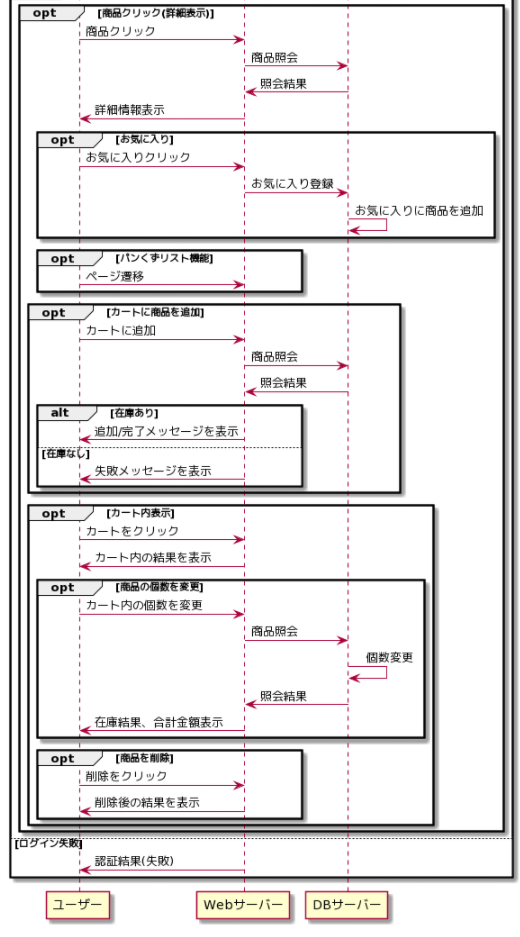 opt [商品クリック(詳細表示)]
商品クリック
商品照会
照会結果
詳細情報表示
opt [お気に入り]
お気に入りクリック
お気に入り登録
お気に入りに商品を追加
opt [パンくずリスト機能]
ページ遷移
opt [カートに商品を追加]
カートに追加
商品照会
照会結果
alt [在庫あり]
追加/完了メッセージを表示
[在庫なし]
失敗メッセージを表示
opt [カート内表示]
カートをクリック
カート内の結果を表示
opt [商品の個数を変更]
カート内の個数を変更
商品照会
個数変更
照会結果
在庫結果、合計金額表示
opt [商品を削除]
削除をクリック
削除後の結果を表示
[ログイン失敗]
認証結果(失敗)
ユーザー Webサーバー DBサーバー